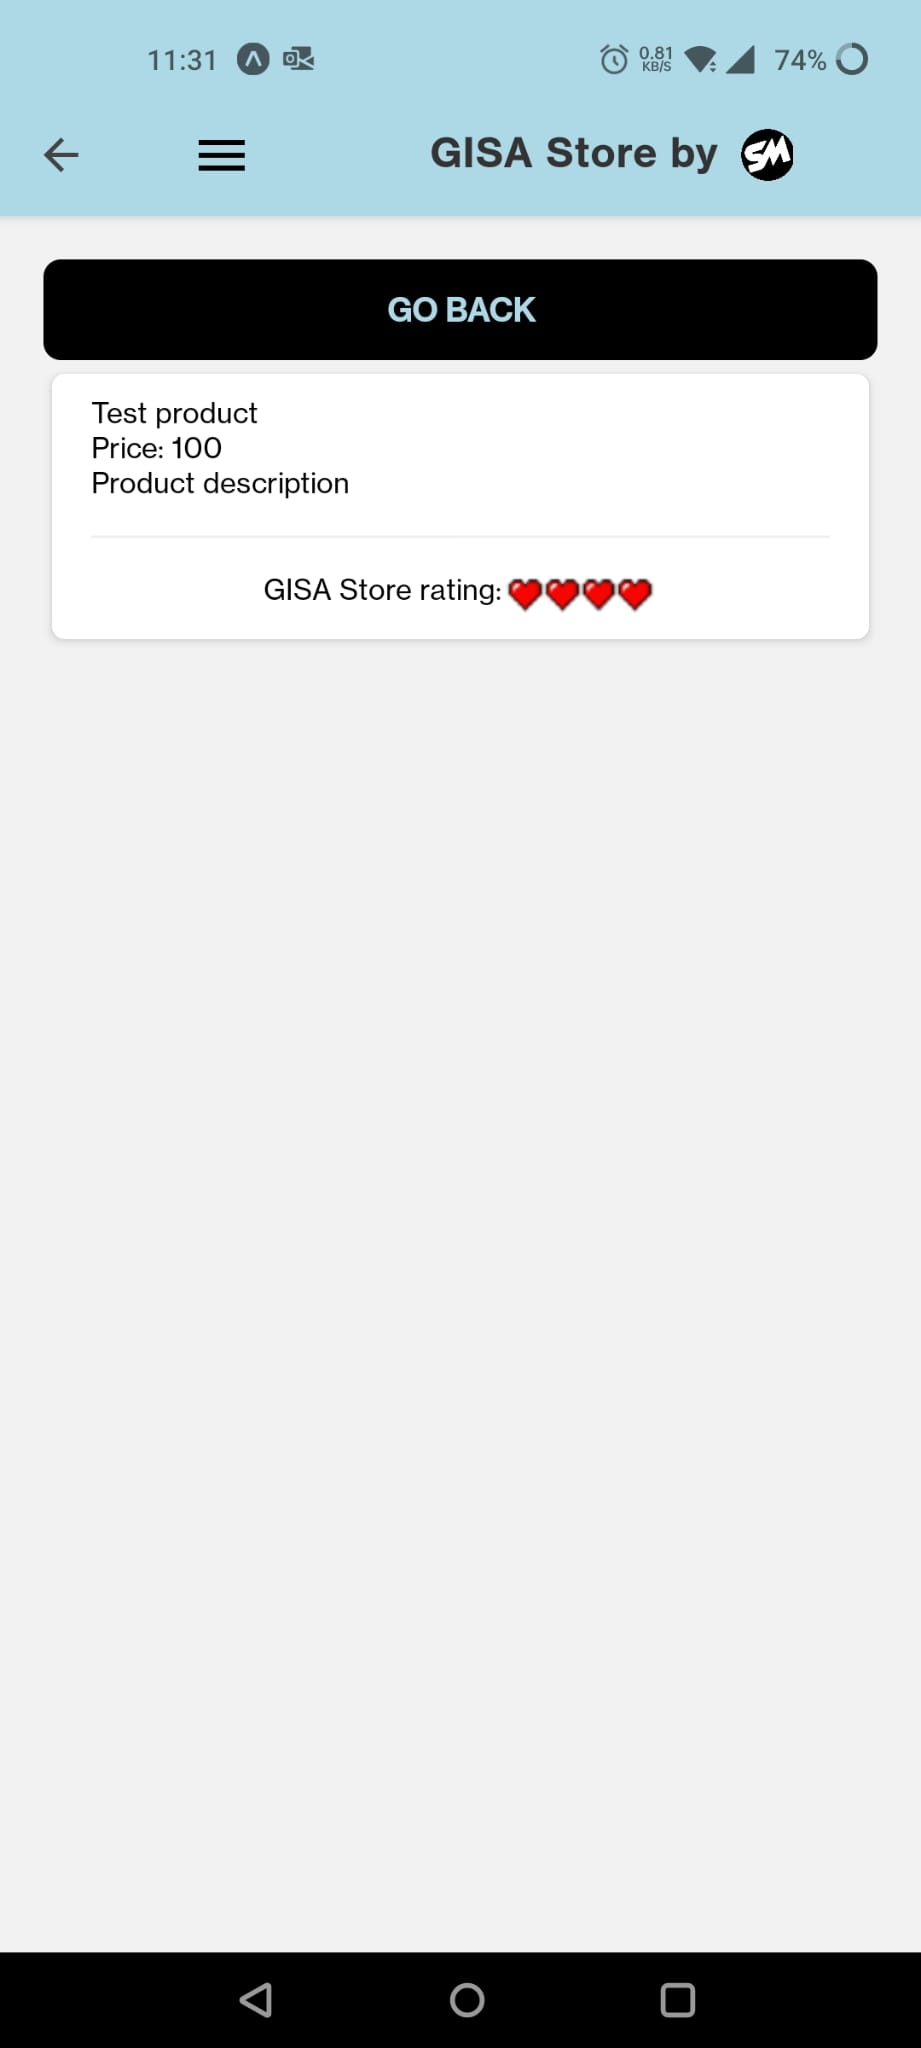 11:31
0.81
KB/S
74%
GISA Store by SM
GO BACK
Test product
Price: 100
Product description
GISA Store rating: